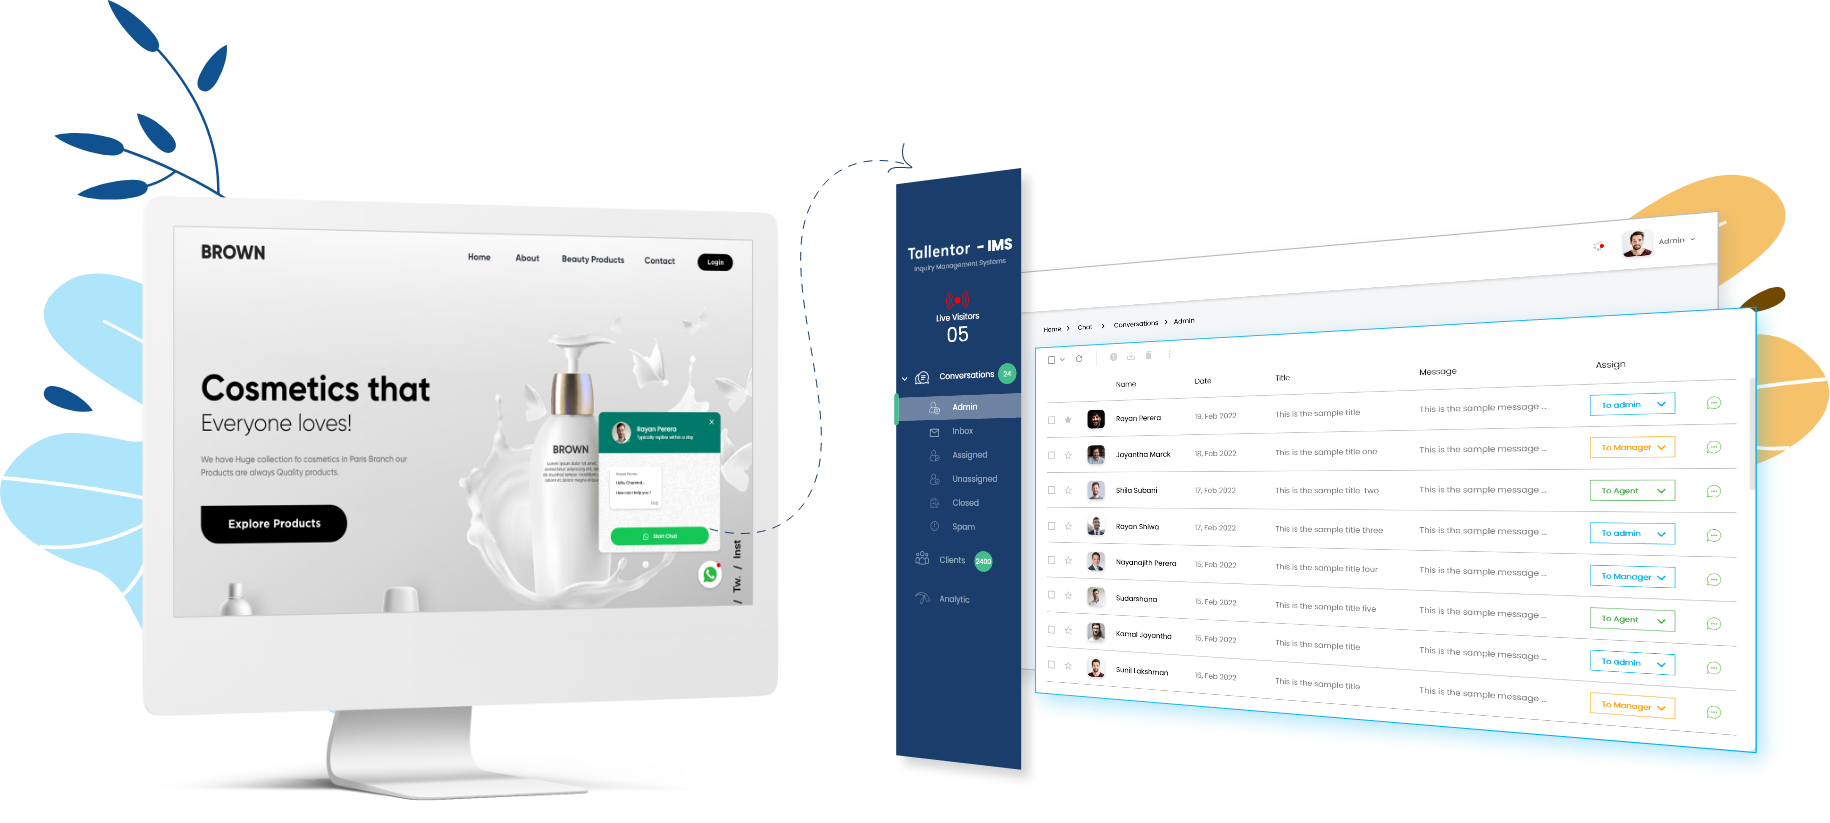 BROWN
Home
About
Beauty Products
Contact
Login
Cosmetics that
Everyone loves!
We have Huge collection fo cosmetics in Paris Branch our
Products are always Quality products.
Explore Products
BROWN
Rayan Perera
Typically replies within a day
X
How can I help you?
Start Chat
/ Tw. / Inst
Tallentor - IMS
Inquiry Management Systems
Live Visitors
05
Conversations 24
Admin
Inbox
Assigned
Unassigned
Closed
Spam
Clients 2400
Analytic
Admin
Home > Chat > Conversations > Admin
Name Date Title Message Assign
Rayan Perera 19, Feb 2022 This is the sample title This is the sample message ... To admin
Jayantha Marck 18, Feb 2022 This is the sample title one This is the sample message ... To Manager
Shila Subani 17, Feb 2022 This is the sample title two This is the sample message ... To Agent
Rayan Shiwa 17, Feb 2022 This is the sample title three This is the sample message ... To admin
Nayanajith Perera 15, Feb 2022 This is the sample title four This is the sample message ... To Manager
Sudarshana 15, Feb 2022 This is the sample title five This is the sample message ... To Agent
Kamal Jayantha 15, Feb 2022 This is the sample title This is the sample message ... To admin
Sunil Lakshman 16, Feb 2022 This is the sample title This is the sample message ... To Manager